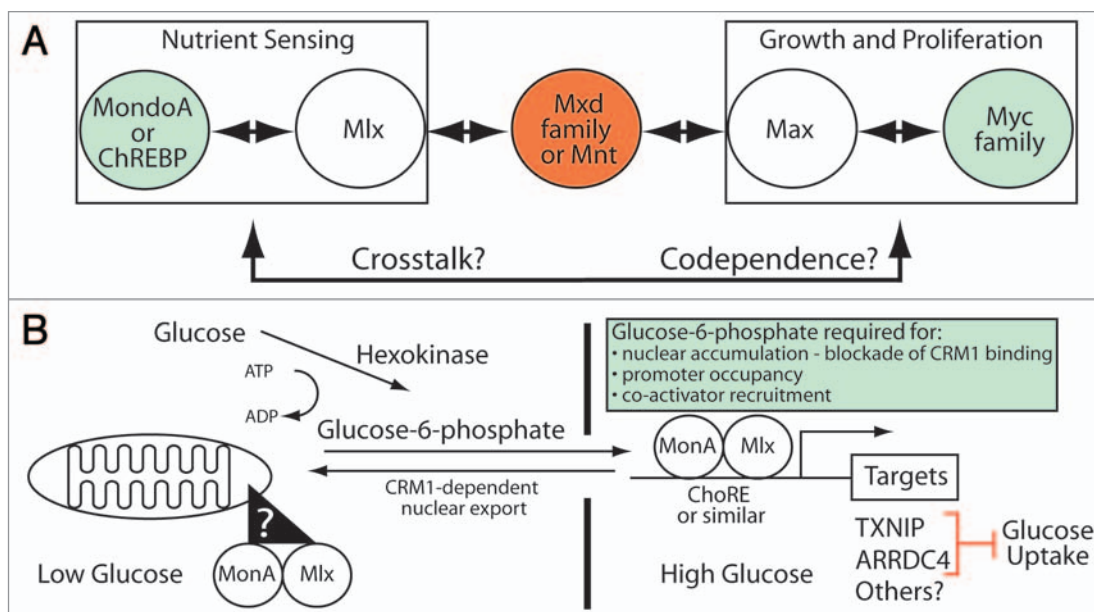 A
Nutrient Sensing
Growth and Proliferation
MondoA
or
ChREBP
Mlx
Mxd
family
or Mnt
Max
Myc
family
Crosstalk?
Codependence?
B
Glucose
Hexokinase
ATP
ADP
Glucose-6-phosphate
CRM1-dependent
nuclear export
?
MonA
Mlx
Low Glucose
Glucose-6-phosphate required for:
• nuclear accumulation - blockade of CRM1 binding
• promoter occupancy
• co-activator recruitment
MonA
Mlx
ChoRE
or similar
Targets
High Glucose
TXNIP
ARRDC4
Others?
Glucose
Uptake